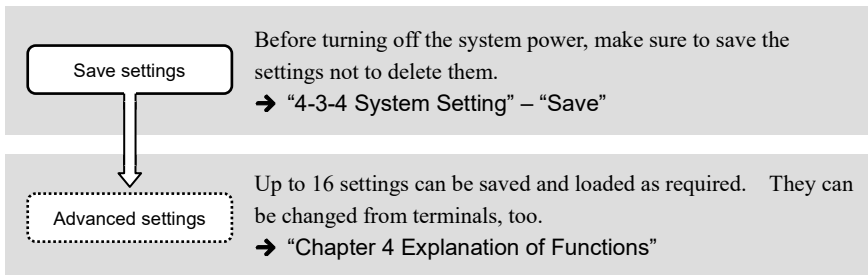 Save settings
Before turning off the system power, make sure to save the
settings not to delete them.
➔ “4-3-4 System Setting” – “Save”
Advanced settings
Up to 16 settings can be saved and loaded as required. They can
be changed from terminals, too.
➔ “Chapter 4 Explanation of Functions”